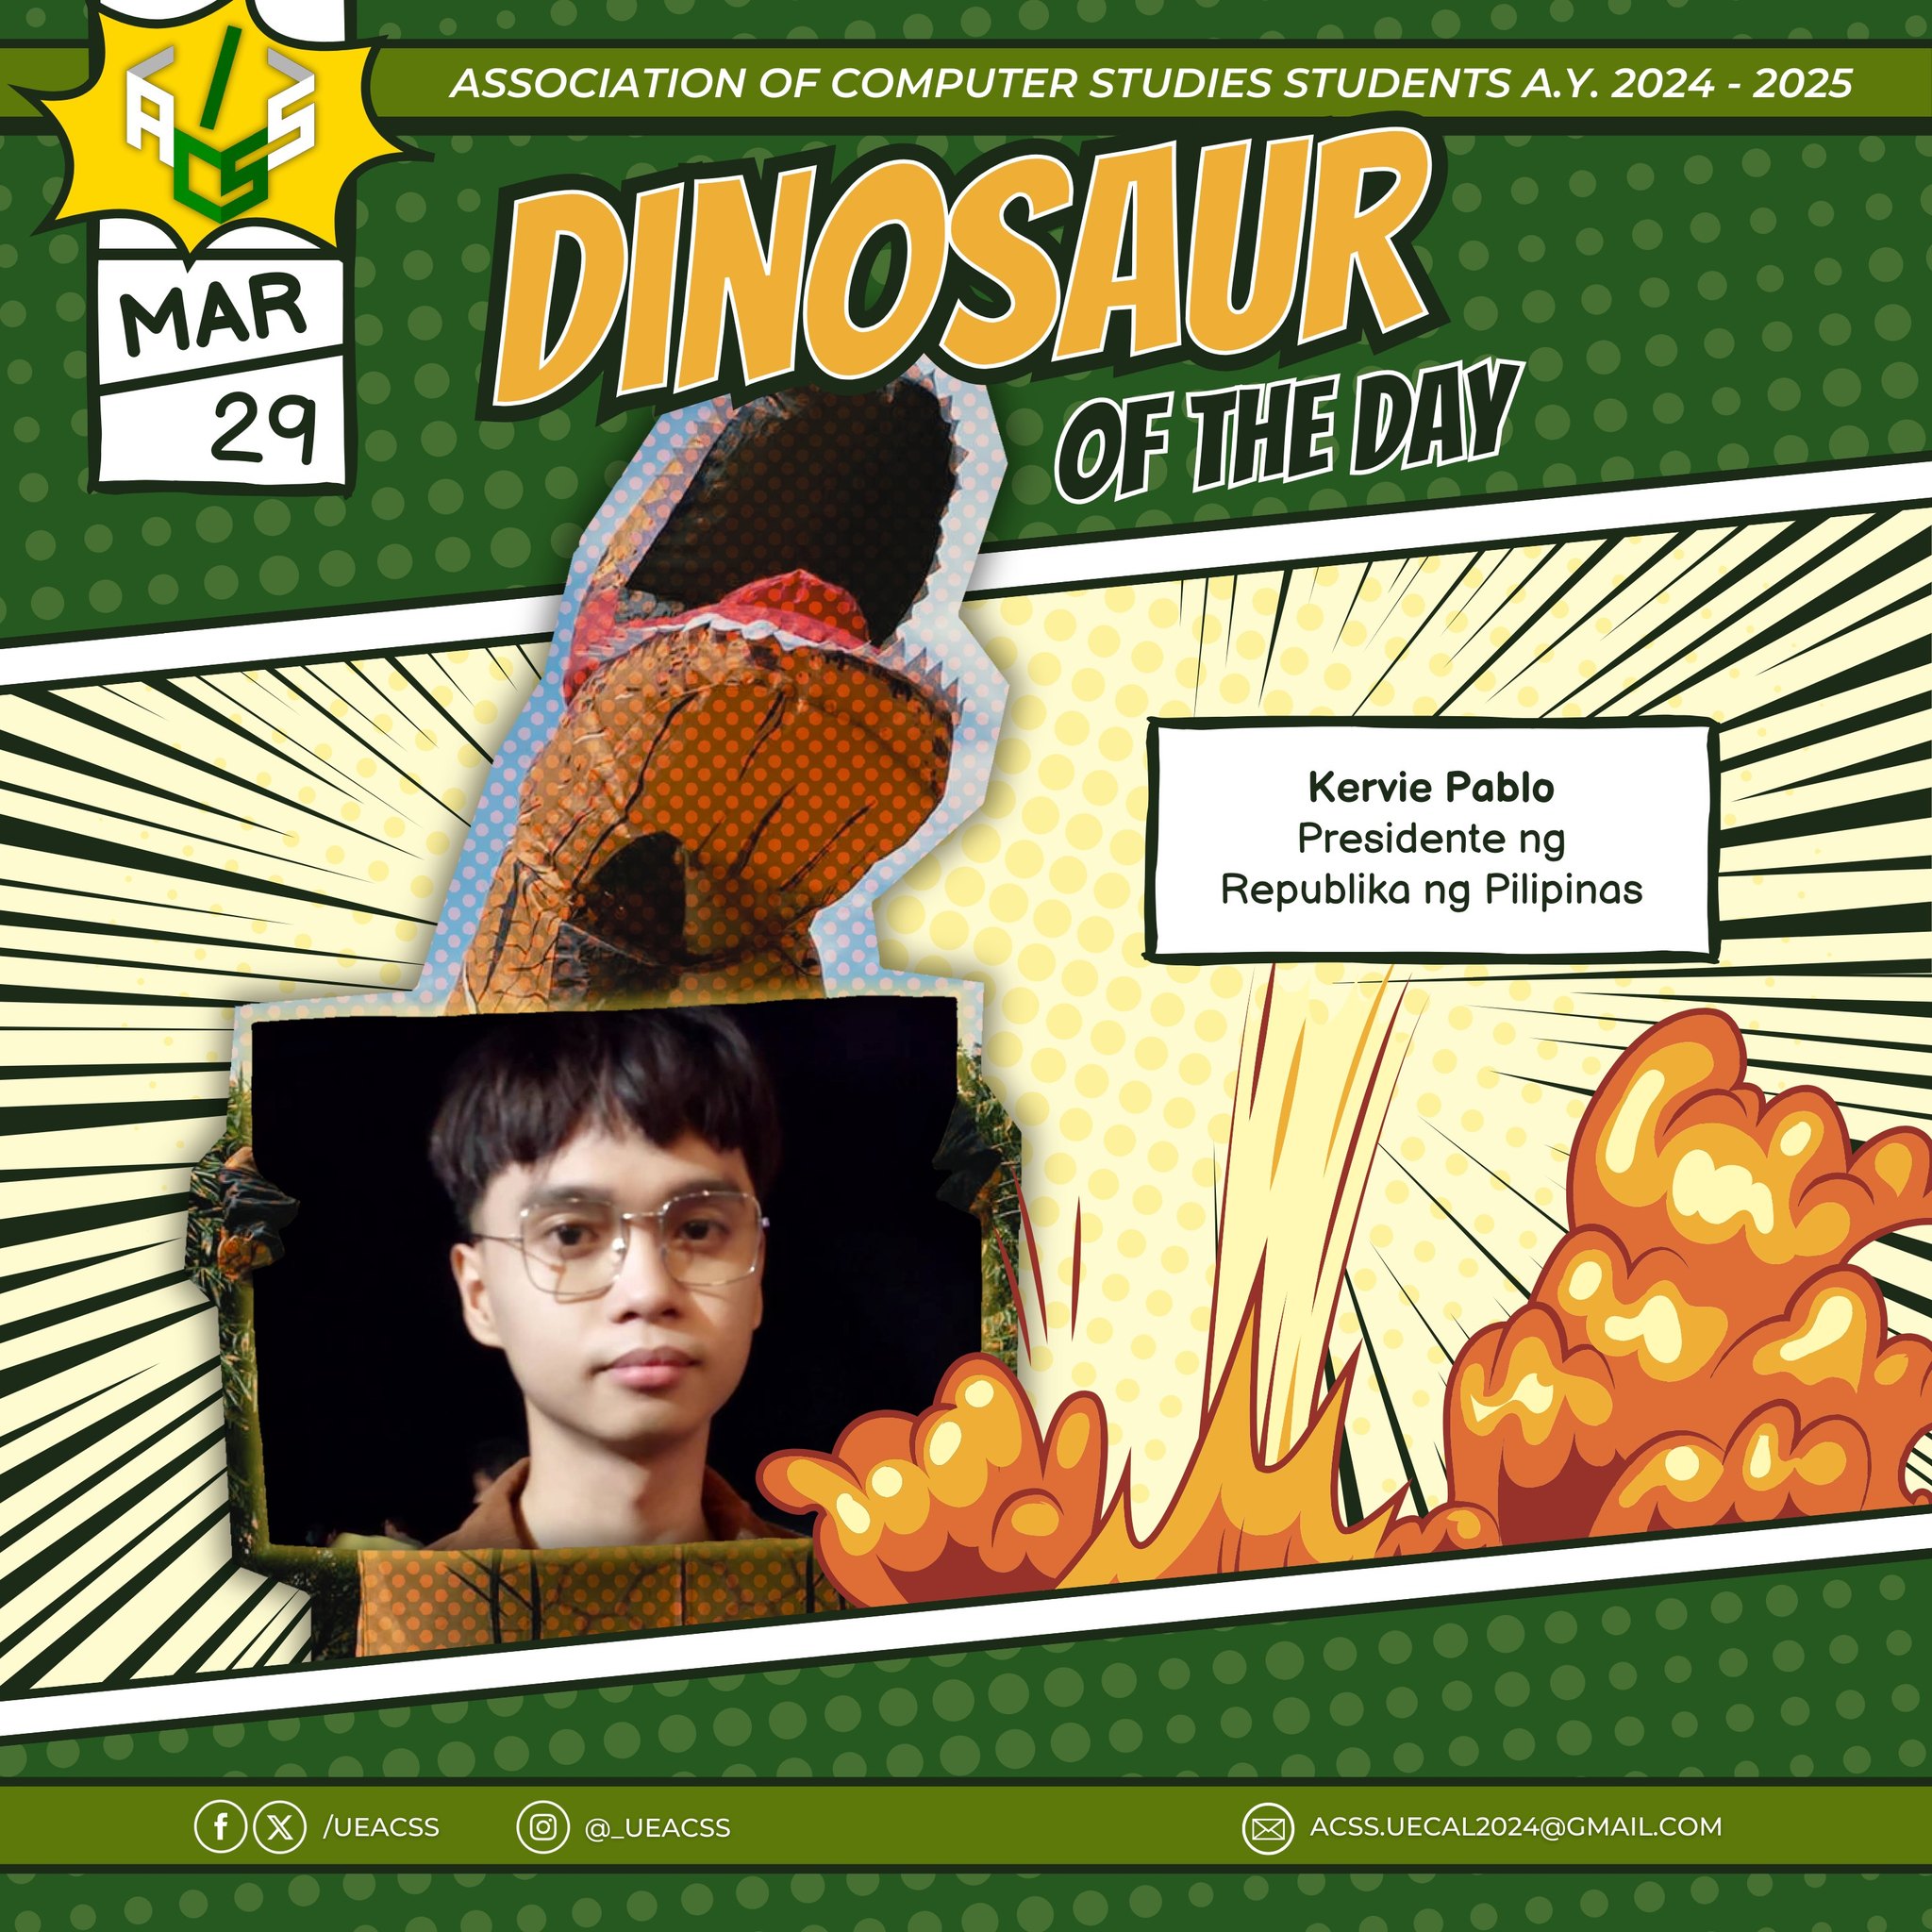 ACSS
ASSOCIATION OF COMPUTER STUDIES STUDENTS A.Y. 2024 - 2025
MAR
29
DINOSAUR
OF THE DAY
Kervie Pablo
Presidente ng
Republika ng Pilipinas
/UEACSS
@_UEACSS
ACSS.UECAL2024@GMAIL.COM